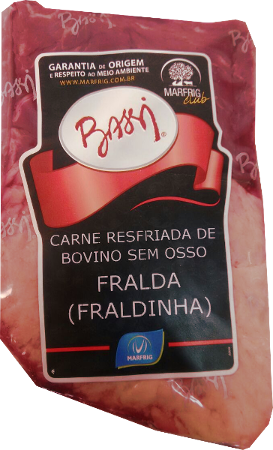 GARANTIA DE ORIGEM
E RESPEITO AO MEIO AMBIENTE
WWW.MARFRIG.COM.BR
MARFRIG
club
Bassi
CARNE RESFRIADA DE
BOVINO SEM OSSO
FRALDA
(FRALDINHA)
MARFRIG